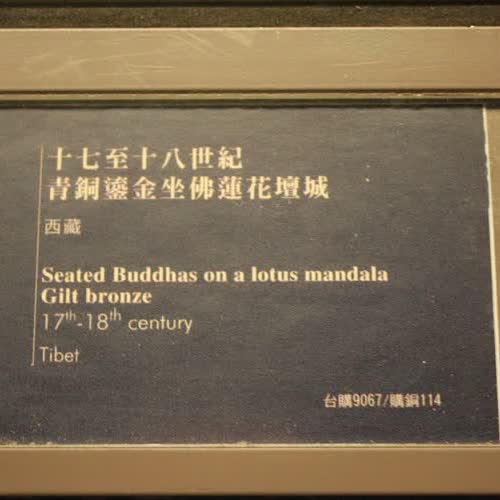 十七至十八世紀
青銅鎏金坐佛蓮花壇城
西藏
Seated Buddhas on a lotus mandala
Gilt bronze
17th-18th century
Tibet
台購9067/購銅114